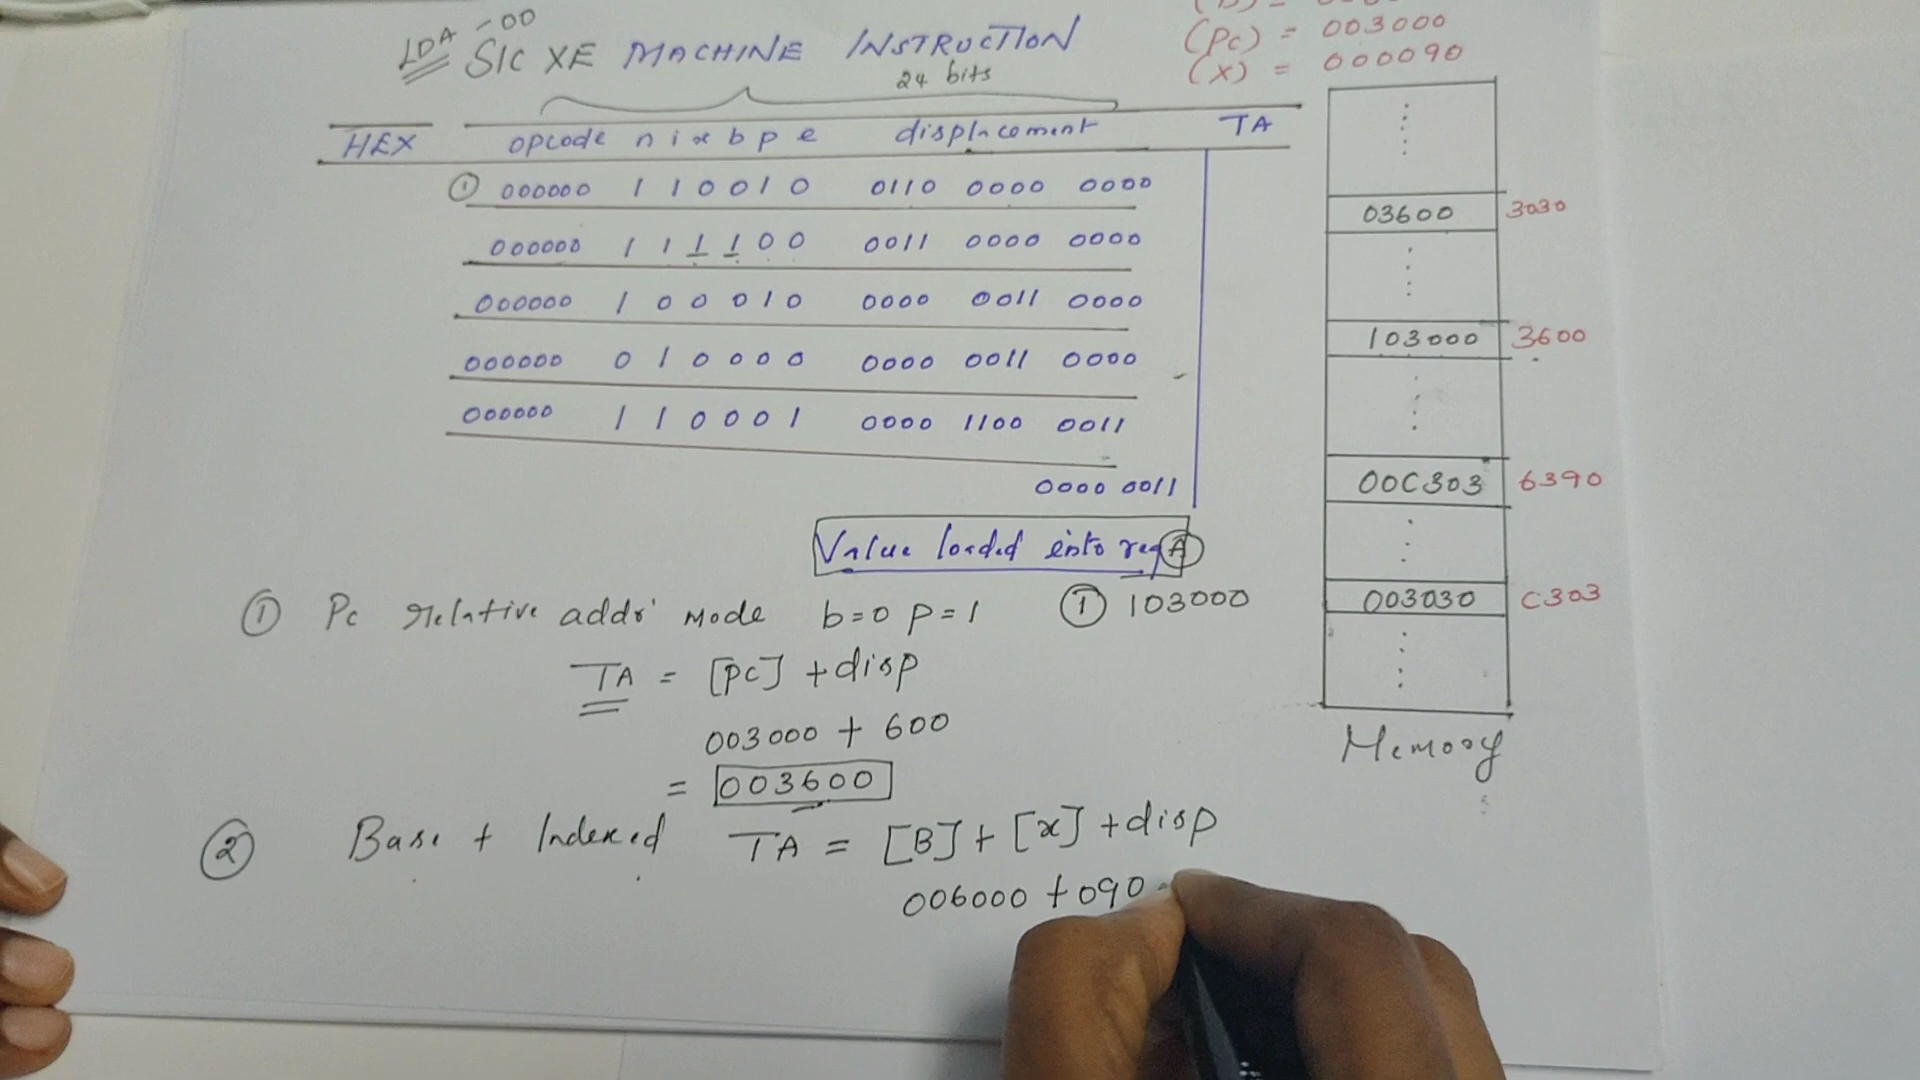 LDA - 00
SIC XE MACHINE INSTRUCTION
24 bits
(PC) = 003000
(X) = 000090
HEX opcode n i x b p e displacement TA
① 000000 1 1 0 0 1 0 0110 0000 0000
000000 1 1 1 1 0 0 0011 0000 0000
000000 1 0 0 0 1 0 0000 0011 0000
000000 0 1 0 0 0 0 0000 0011 0000
000000 1 1 0 0 0 1 0000 1100 0011
0000 0011
03600 3030
103000 3600
00C303 6390
003030 C303
Memory
Value loaded into reg A
① Pc relative addr' Mode b=0 p=1 ① 103000
TA = [PC] + disp
003000 + 600
= 003600
② Base + Indexed TA = [B] + [x] + disp
006000 + 090